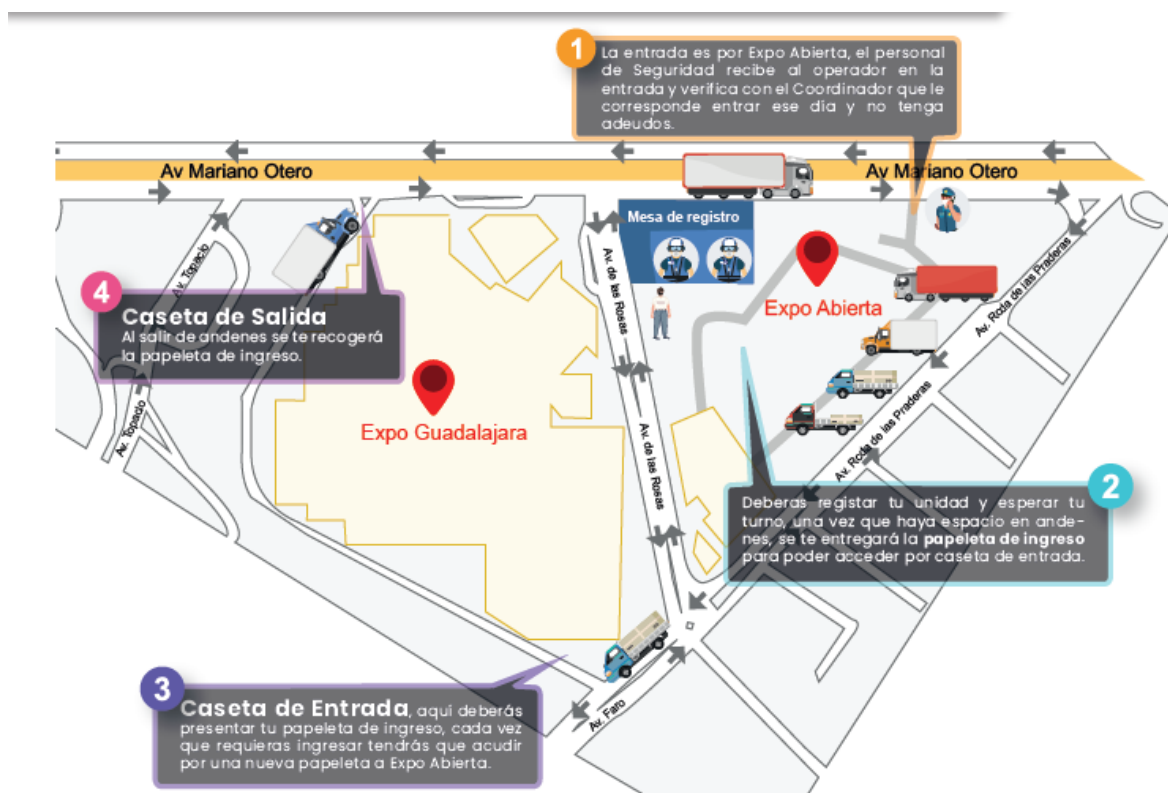 1
La entrada es por Expo Abierta, el personal
de Seguridad recibe al operador en la
entrada y verifica con el Coordinador que le
corresponde entrar ese día y no tenga
adeudos.
Av Mariano Otero
Av Mariano Otero
Mesa de registro
Av. de las Rosas
Expo Abierta
Av. Roda de las Praderas
Av. Topacio
4
Caseta de Salida
Al salir de andenes se te recogerá
la papeleta de ingreso.
Av. Topacio
Expo Guadalajara
Av. de las Rosas
Av. Roda de las Praderas
2
Deberas registar tu unidad y esperar tu
turno, una vez que haya espacio en ande-
nes, se te entregará la papeleta de ingreso
para poder acceder por caseta de entrada.
3
Caseta de Entrada, aquí deberás
presentar tu papeleta de ingreso, cada vez
que requieras ingresar tendrás que acudir
por una nueva papeleta a Expo Abierta.
Av. Faro